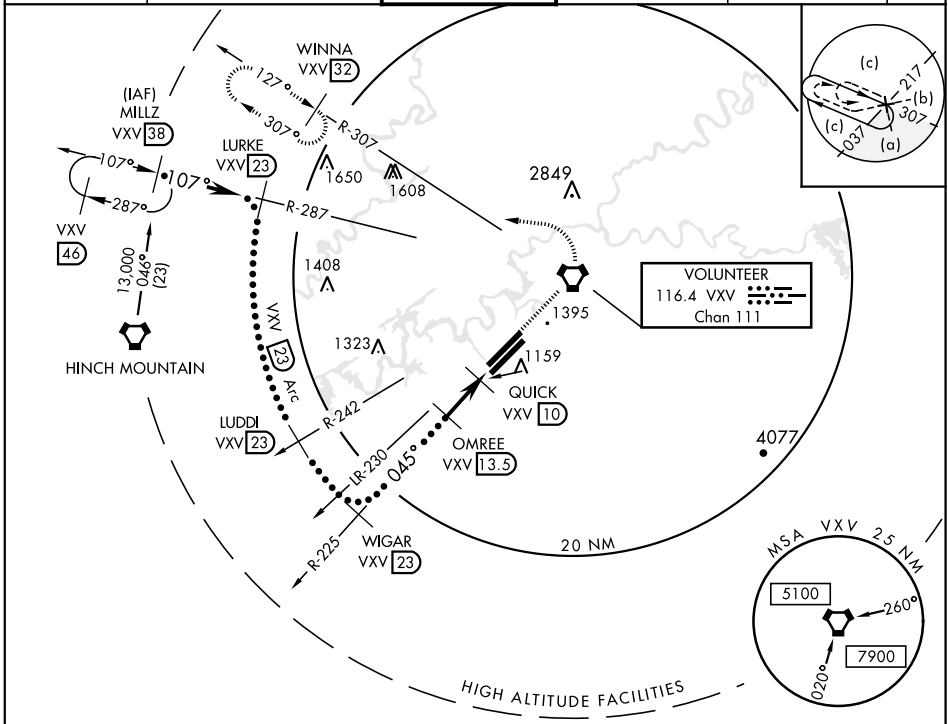 WINNA
VXV 32
127°
307°
R-307
(IAF)
MILLZ
VXV 38
107°
107°
287°
VXV
46
LURKE
VXV 23
R-287
1650
1608
2849
(c)
217
(b)
307
(c)
037
(a)
13,000
046°
(23)
HINCH MOUNTAIN
1408
VXV 23 Arc
1323
VOLUNTEER
116.4 VXV
Chan 111
1395
1159
QUICK
VXV 10
LUDDI
VXV 23
R-242
OMREE
VXV 13.5
LR-230
045°
R-225
WIGAR
VXV 23
4077
20 NM
MSA VXV 25 NM
5100
260°
7900
020°
HIGH ALTITUDE FACILITIES